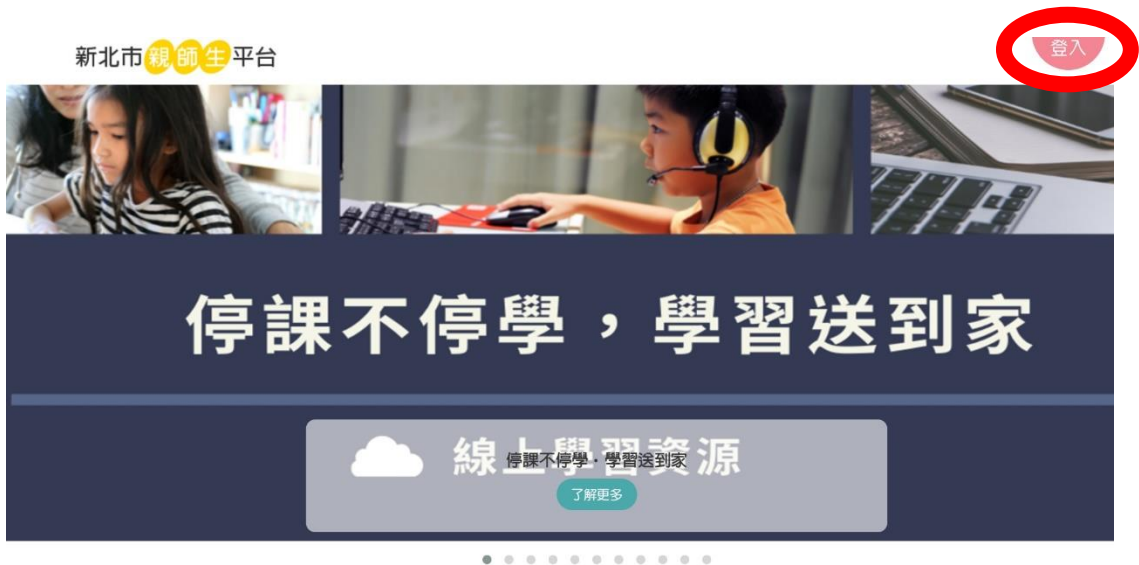 新北市親師生平台
登入
停課不停學，學習送到家
線上學習資源
停課不停學．學習送到家
了解更多